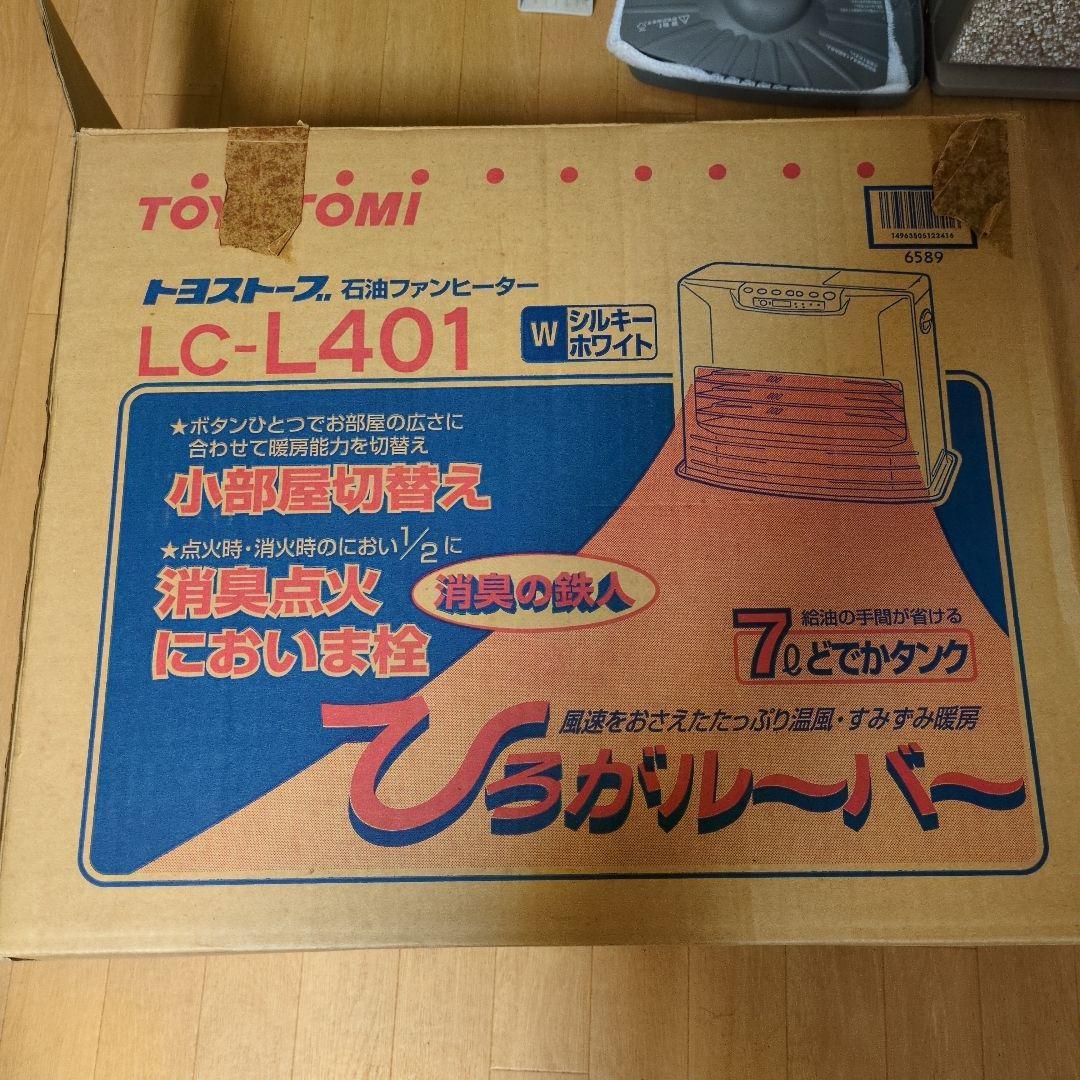 TOYOTOMI
14963505122416
6589
トヨストーブ 石油ファンヒーター
LC-L401
W シルキーホワイト
★ボタンひとつでお部屋の広さに
合わせて暖房能力を切替え
小部屋切替え
★点火時・消火時のにおい1/2に
消臭点火
においま栓
消臭の鉄人
給油の手間が省ける
7ℓどでかタンク
風速をおさえたたっぷり温風・すみずみ暖房
ひろがルーバー